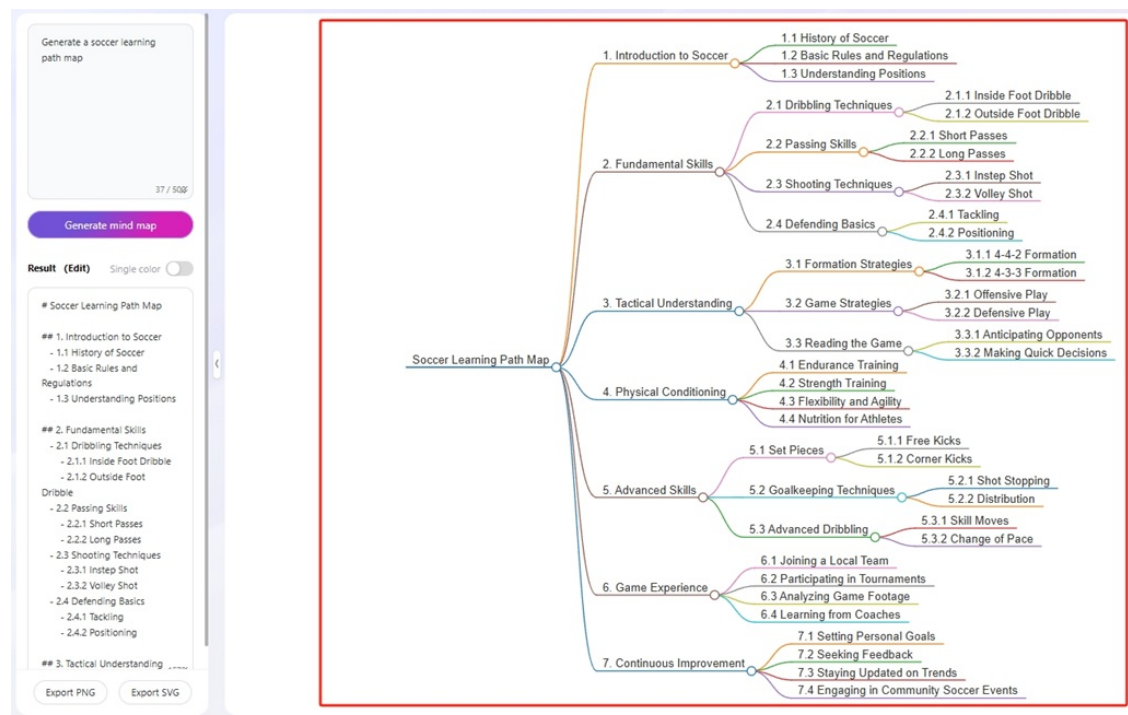 Generate a soccer learning
path map
37 / 500
Generate mind map
Result (Edit) Single color
# Soccer Learning Path Map
## 1. Introduction to Soccer
- 1.1 History of Soccer
- 1.2 Basic Rules and
Regulations
- 1.3 Understanding Positions
## 2. Fundamental Skills
- 2.1 Dribbling Techniques
- 2.1.1 Inside Foot Dribble
- 2.1.2 Outside Foot
Dribble
- 2.2 Passing Skills
- 2.2.1 Short Passes
- 2.2.2 Long Passes
- 2.3 Shooting Techniques
- 2.3.1 Instep Shot
- 2.3.2 Volley Shot
- 2.4 Defending Basics
- 2.4.1 Tackling
- 2.4.2 Positioning
## 3. Tactical Understanding
Export PNG Export SVG
Soccer Learning Path Map
1. Introduction to Soccer
1.1 History of Soccer
1.2 Basic Rules and Regulations
1.3 Understanding Positions
2. Fundamental Skills
2.1 Dribbling Techniques
2.1.1 Inside Foot Dribble
2.1.2 Outside Foot Dribble
2.2 Passing Skills
2.2.1 Short Passes
2.2.2 Long Passes
2.3 Shooting Techniques
2.3.1 Instep Shot
2.3.2 Volley Shot
2.4 Defending Basics
2.4.1 Tackling
2.4.2 Positioning
3. Tactical Understanding
3.1 Formation Strategies
3.1.1 4-4-2 Formation
3.1.2 4-3-3 Formation
3.2 Game Strategies
3.2.1 Offensive Play
3.2.2 Defensive Play
3.3 Reading the Game
3.3.1 Anticipating Opponents
3.3.2 Making Quick Decisions
4. Physical Conditioning
4.1 Endurance Training
4.2 Strength Training
4.3 Flexibility and Agility
4.4 Nutrition for Athletes
5. Advanced Skills
5.1 Set Pieces
5.1.1 Free Kicks
5.1.2 Corner Kicks
5.2 Goalkeeping Techniques
5.2.1 Shot Stopping
5.2.2 Distribution
5.3 Advanced Dribbling
5.3.1 Skill Moves
5.3.2 Change of Pace
6. Game Experience
6.1 Joining a Local Team
6.2 Participating in Tournaments
6.3 Analyzing Game Footage
6.4 Learning from Coaches
7. Continuous Improvement
7.1 Setting Personal Goals
7.2 Seeking Feedback
7.3 Staying Updated on Trends
7.4 Engaging in Community Soccer Events